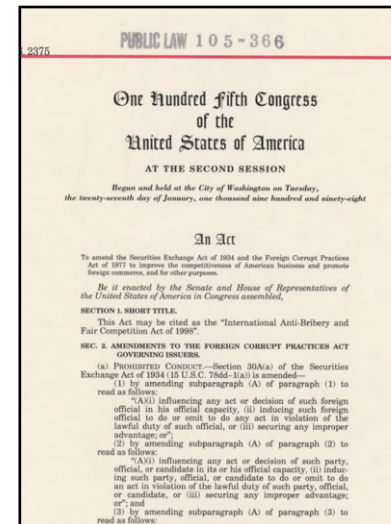 PUBLIC LAW 105-366
. 2375
One Hundred Fifth Congress
of the
United States of America
AT THE SECOND SESSION
Begun and held at the City of Washington on Tuesday,
the twenty-seventh day of January, one thousand nine hundred and ninety-eight
An Act
To amend the Securities Exchange Act of 1934 and the Foreign Corrupt Practices
Act of 1977 to improve the competitiveness of American business and promote
foreign commerce, and for other purposes.
Be it enacted by the Senate and House of Representatives of
the United States of America in Congress assembled,
SECTION 1. SHORT TITLE.
This Act may be cited as the “International Anti-Bribery and
Fair Competition Act of 1998”.
SEC. 2. AMENDMENTS TO THE FOREIGN CORRUPT PRACTICES ACT
GOVERNING ISSUERS.
(a) PROHIBITED CONDUCT.—Section 30A(a) of the Securities
Exchange Act of 1934 (15 U.S.C. 78dd–1(a)) is amended—
(1) by amending subparagraph (A) of paragraph (1) to
read as follows:
“(A)(i) influencing any act or decision of such foreign
official in his official capacity, (ii) inducing such foreign
official to do or omit to do any act in violation of the
lawful duty of such official, or (iii) securing any improper
advantage; or”;
(2) by amending subparagraph (A) of paragraph (2) to
read as follows:
“(A)(i) influencing any act or decision of such party,
official, or candidate in its or his official capacity, (ii) induc-
ing such party, official, or candidate to do or omit to do
an act in violation of the lawful duty of such party, official,
or candidate, or (iii) securing any improper advantage;
or”; and
(3) by amending subparagraph (A) of paragraph (3) to
read as follows: